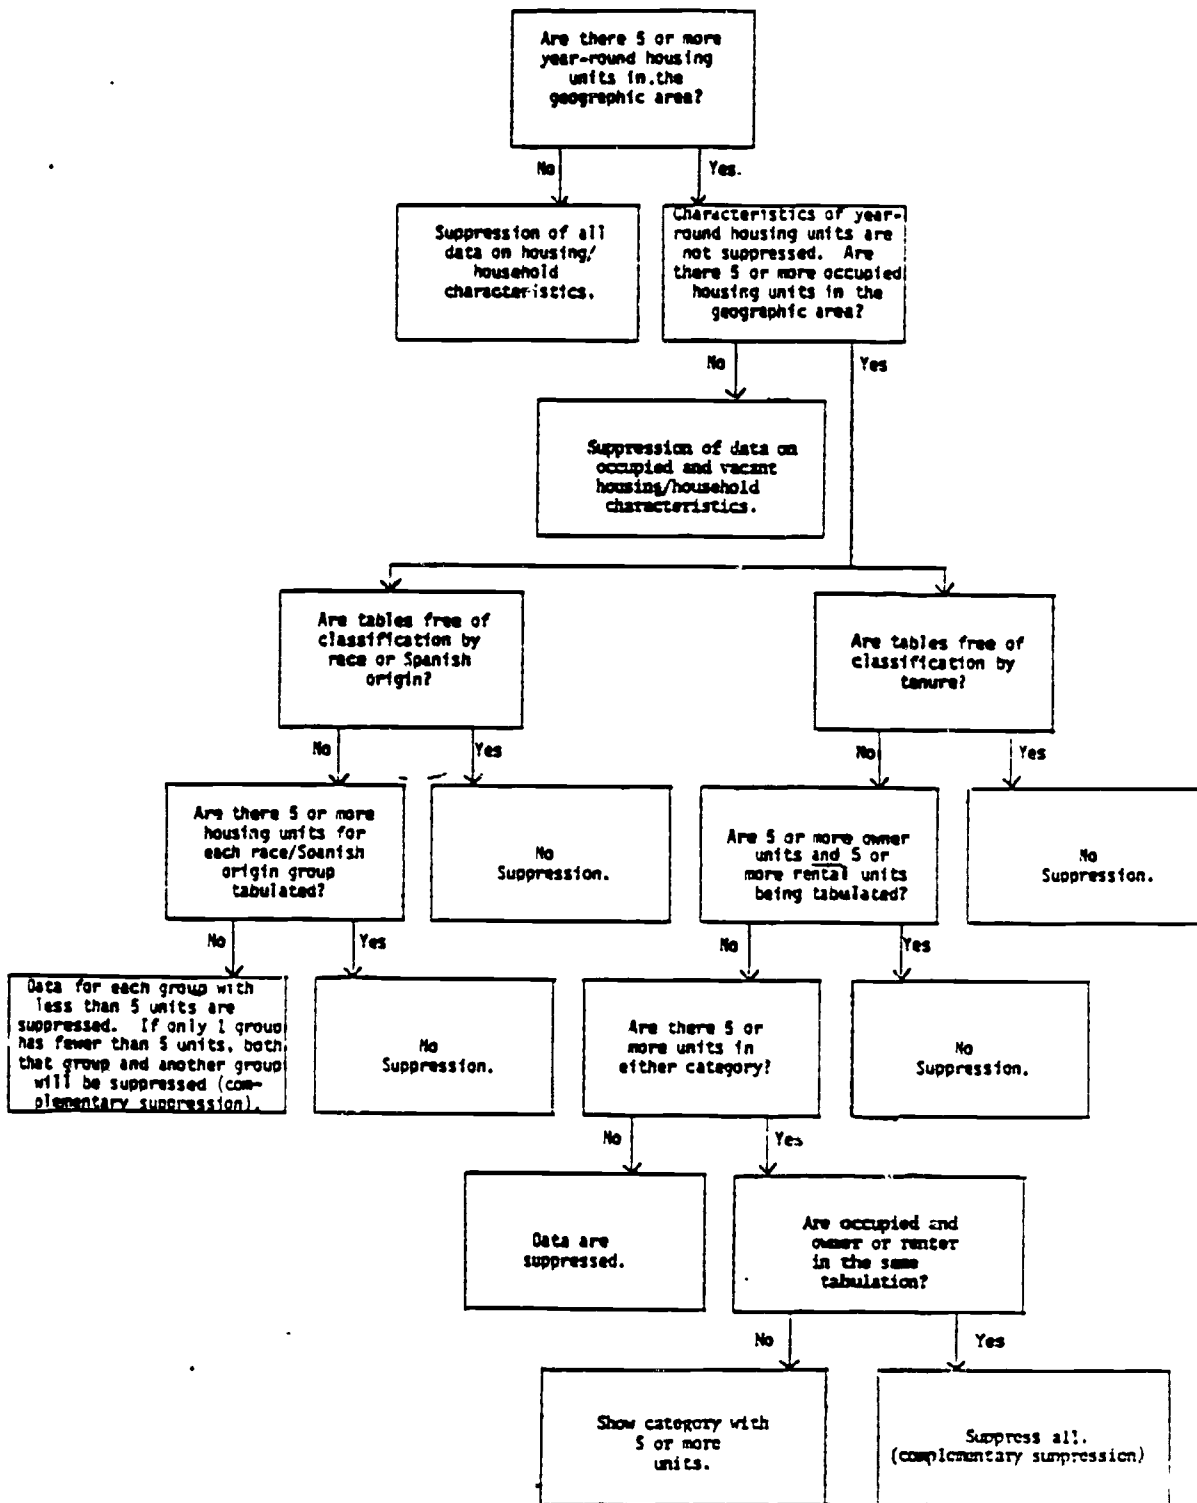 Are there 5 or more
year-round housing
units in the
geographic area?
No
Yes.
Suppression of all
data on housing/
household
characteristics.
Characteristics of year-
round housing units are
not suppressed. Are
there 5 or more occupied
housing units in the
geographic area?
No
Yes
Suppression of data on
occupied and vacant
housing/household
characteristics.
Are tables free of
classification by
race or Spanish
origin?
Are tables free of
classification by
tenure?
No
Yes
No
Yes
Are there 5 or more
housing units for
each race/Spanish
origin group
tabulated?
No
Suppression.
Are 5 or more owner
units and 5 or
more rental units
being tabulated?
No
Suppression.
No
Yes
No
Yes
Data for each group with
less than 5 units are
suppressed. If only 1 group
has fewer than 5 units, both
that group and another group
will be suppressed (com-
plementary suppression).
No
Suppression.
Are there 5 or
more units in
either category?
No
Suppression.
No
Yes
Data are
suppressed.
Are occupied and
owner or renter
in the same
tabulation?
No
Yes
Show category with
5 or more
units.
Suppress all.
(complementary suppression)